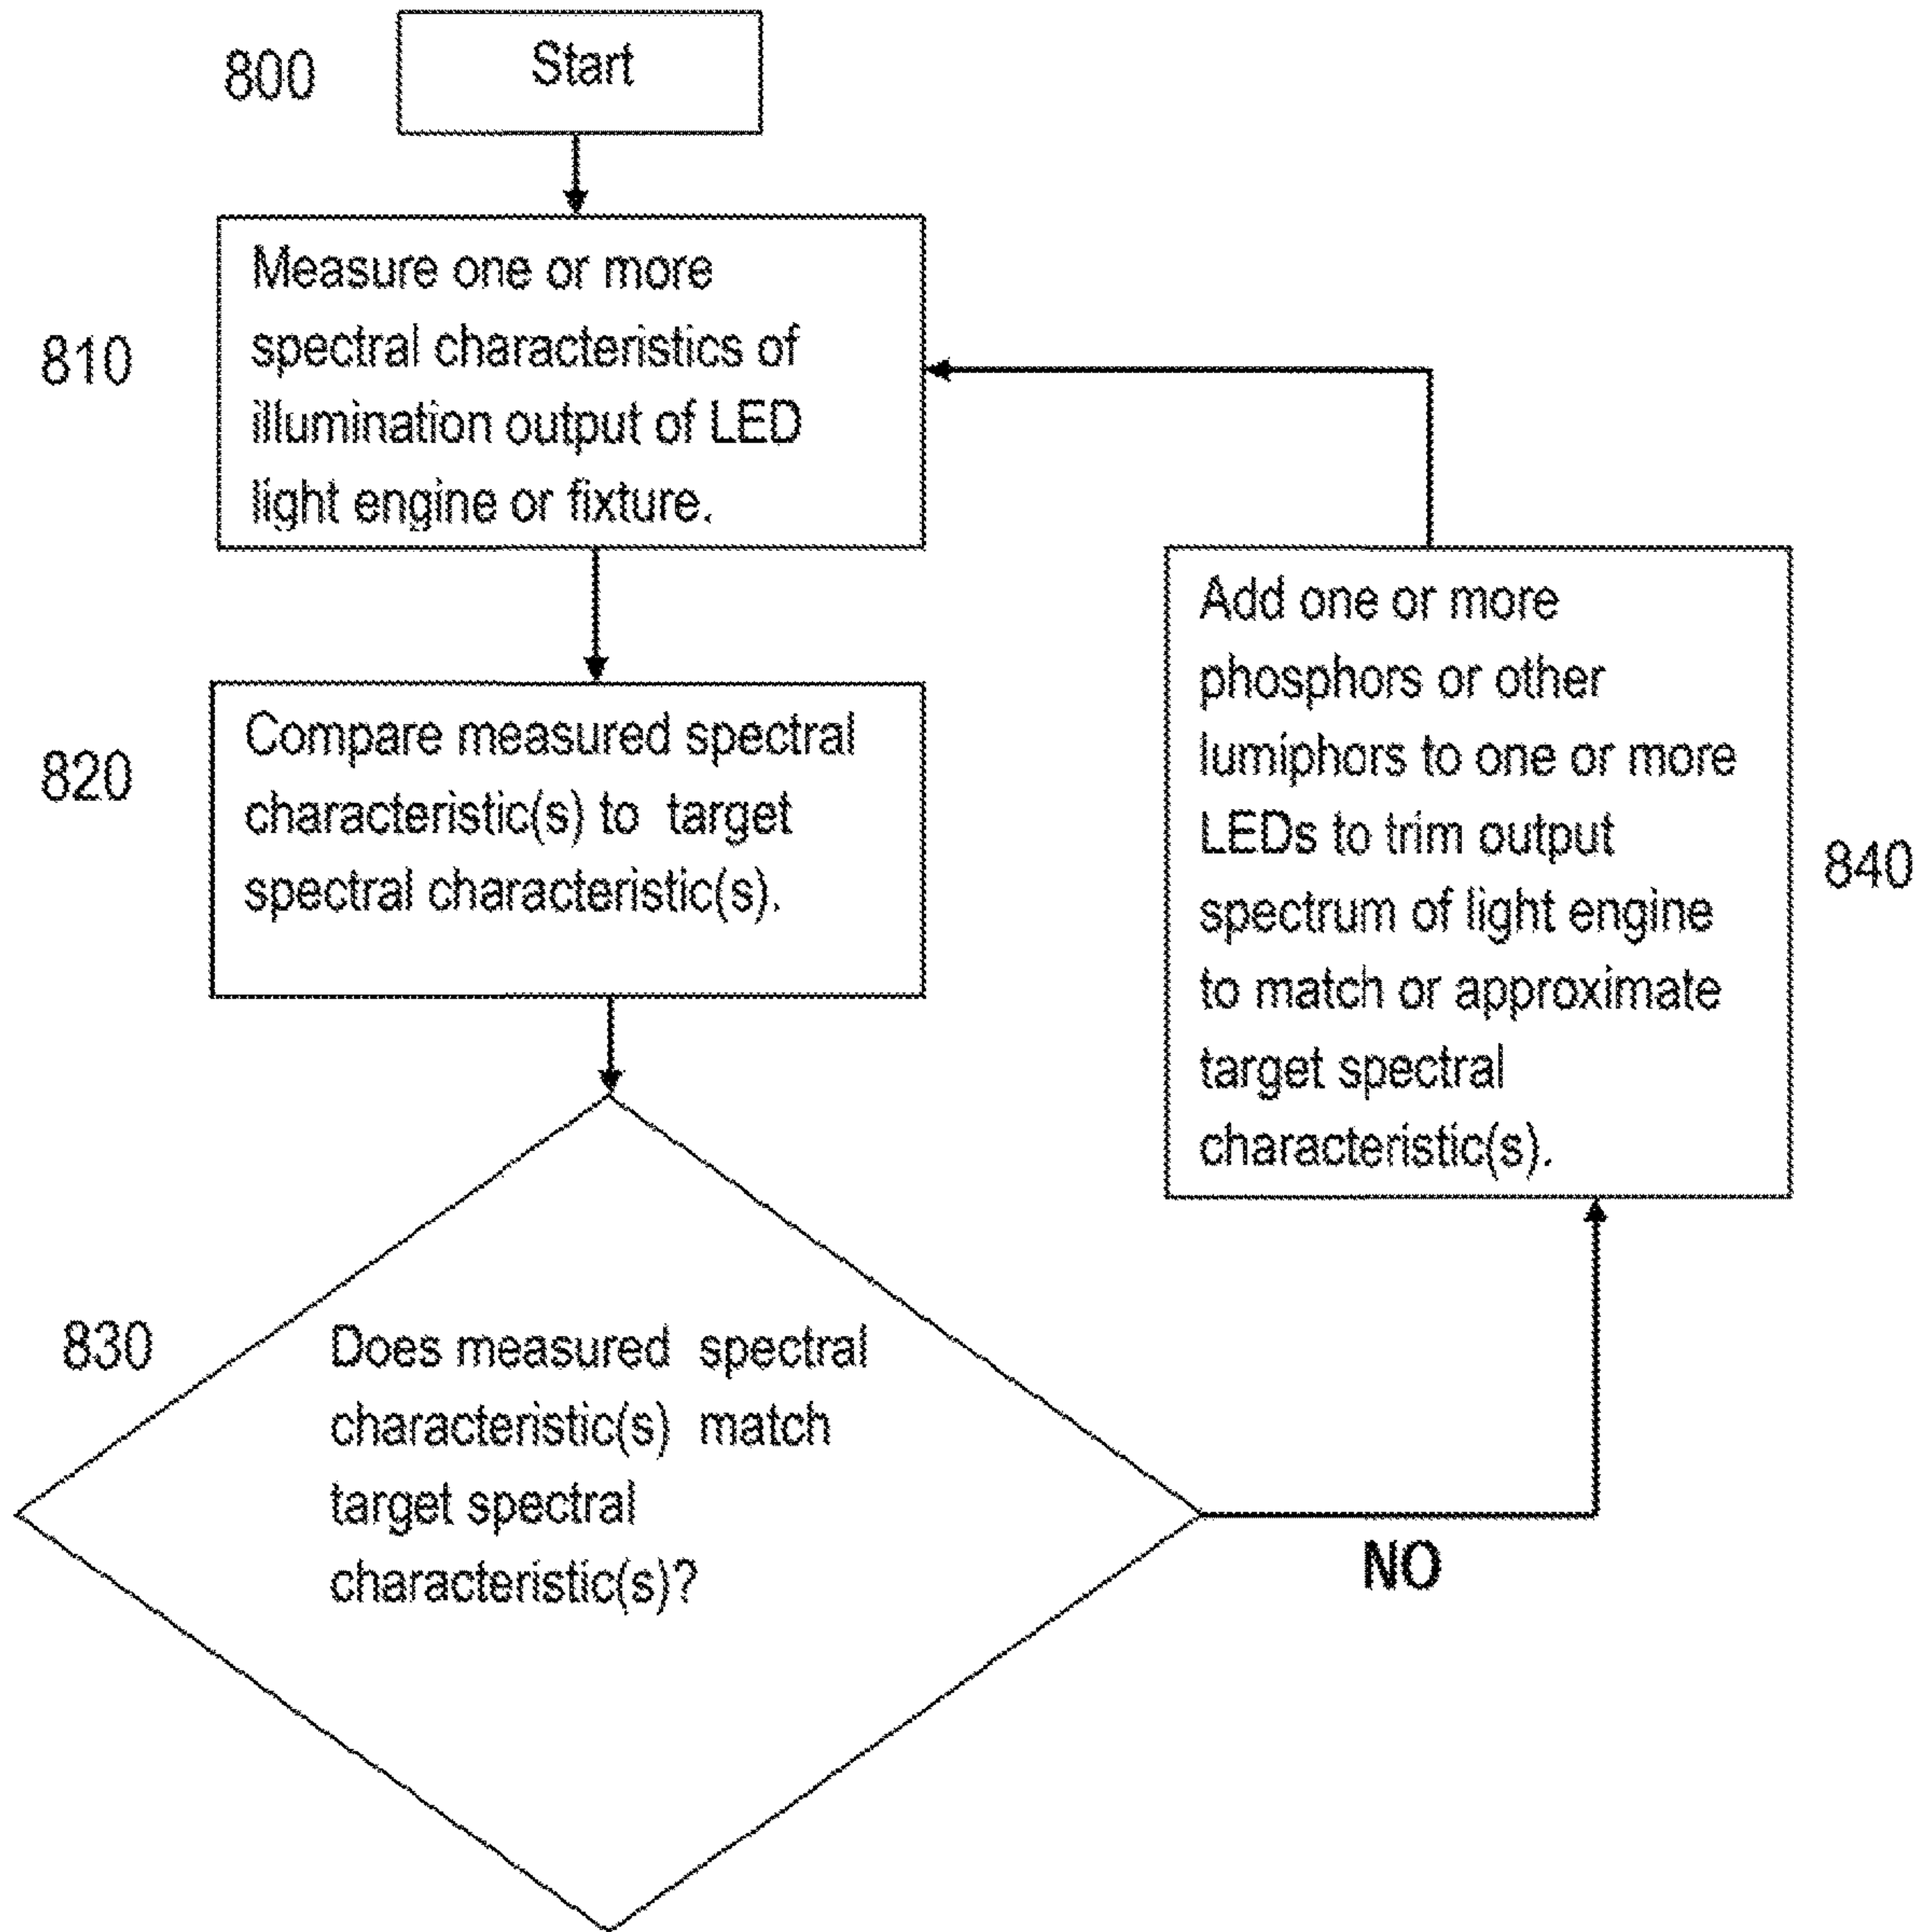 800
Start
810
Measure one or more
spectral characteristics of
illumination output of LED
light engine or fixture.
820
Compare measured spectral
characteristic(s) to target
spectral characteristic(s).
830
Does measured spectral
characteristic(s) match
target spectral
characteristic(s)?
NO
Add one or more
phosphors or other
lumiphors to one or more
LEDs to trim output
spectrum of light engine
to match or approximate
target spectral
characteristic(s).
840